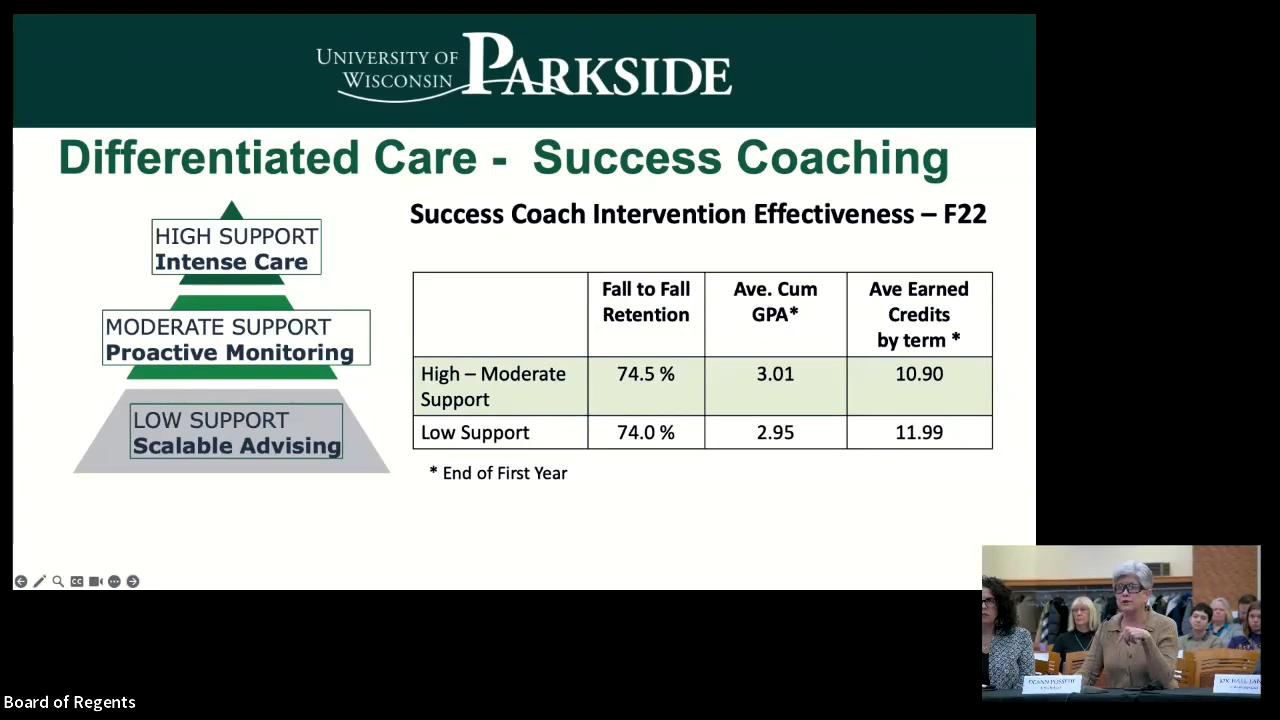 UNIVERSITY OF
WISCONSIN PARKSIDE
Differentiated Care - Success Coaching
HIGH SUPPORT
Intense Care
MODERATE SUPPORT
Proactive Monitoring
LOW SUPPORT
Scalable Advising
Success Coach Intervention Effectiveness – F22
Fall to Fall
Retention
Ave. Cum
GPA*
Ave Earned
Credits
by term *
High – Moderate
Support
74.5 %
3.01
10.90
Low Support
74.0 %
2.95
11.99
* End of First Year
CC
Board of Regents